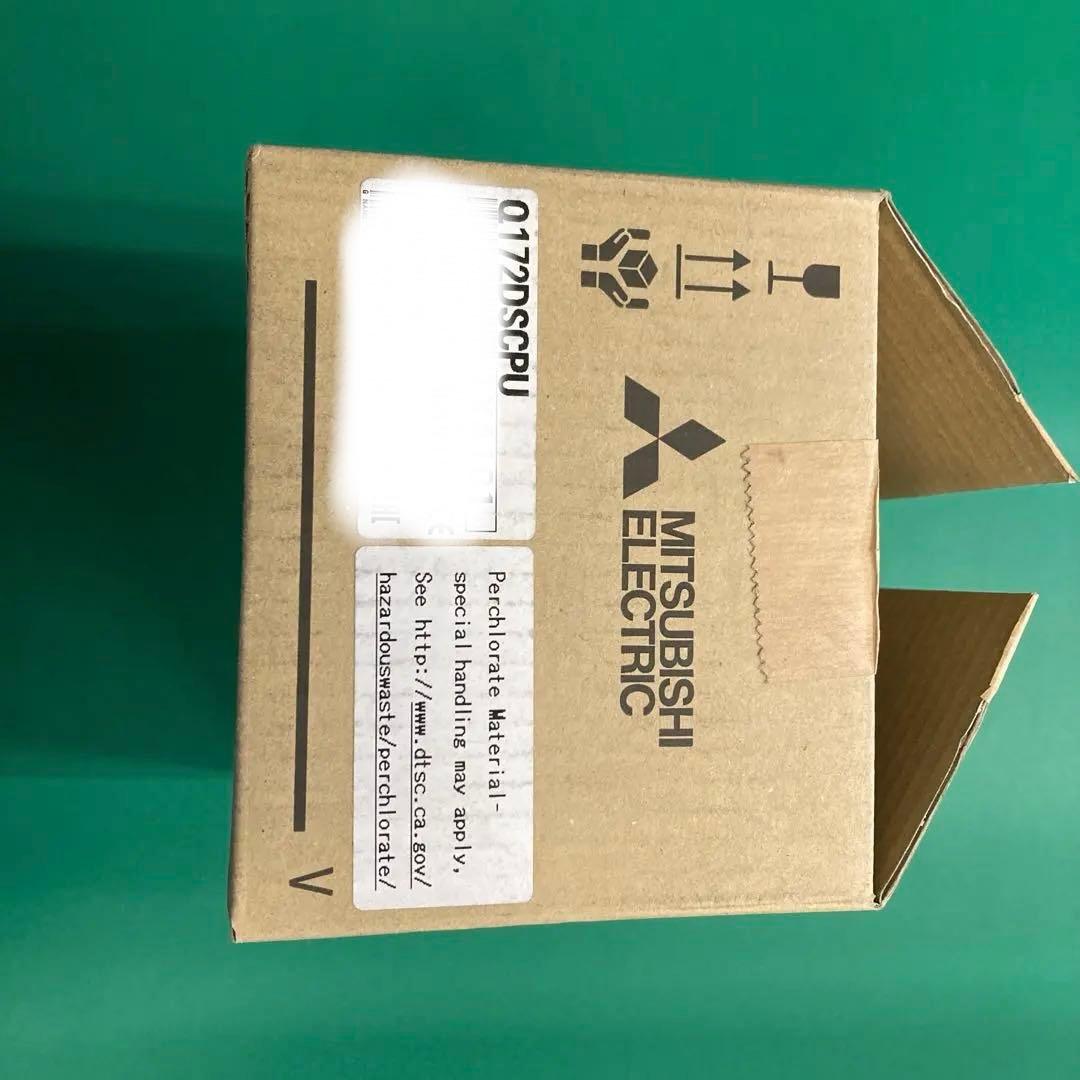 MITSUBISHI
ELECTRIC
Q172DSCPU
Perchlorate Material-
special handling may apply,
See http://www.dtsc.ca.gov/
hazardouswaste/perchlorate/
V